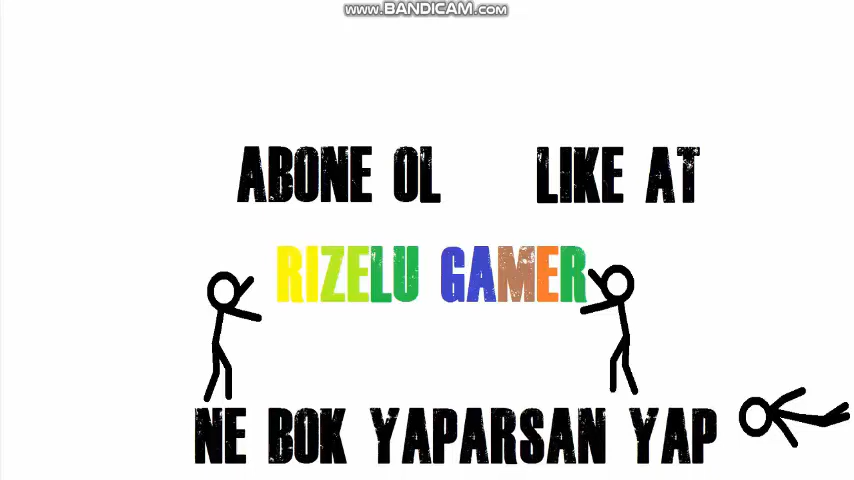 www.BANDICAM.com
ABONE OL LIKE AT
RIZELU GAMER
NE BOK YAPARSAN YAP